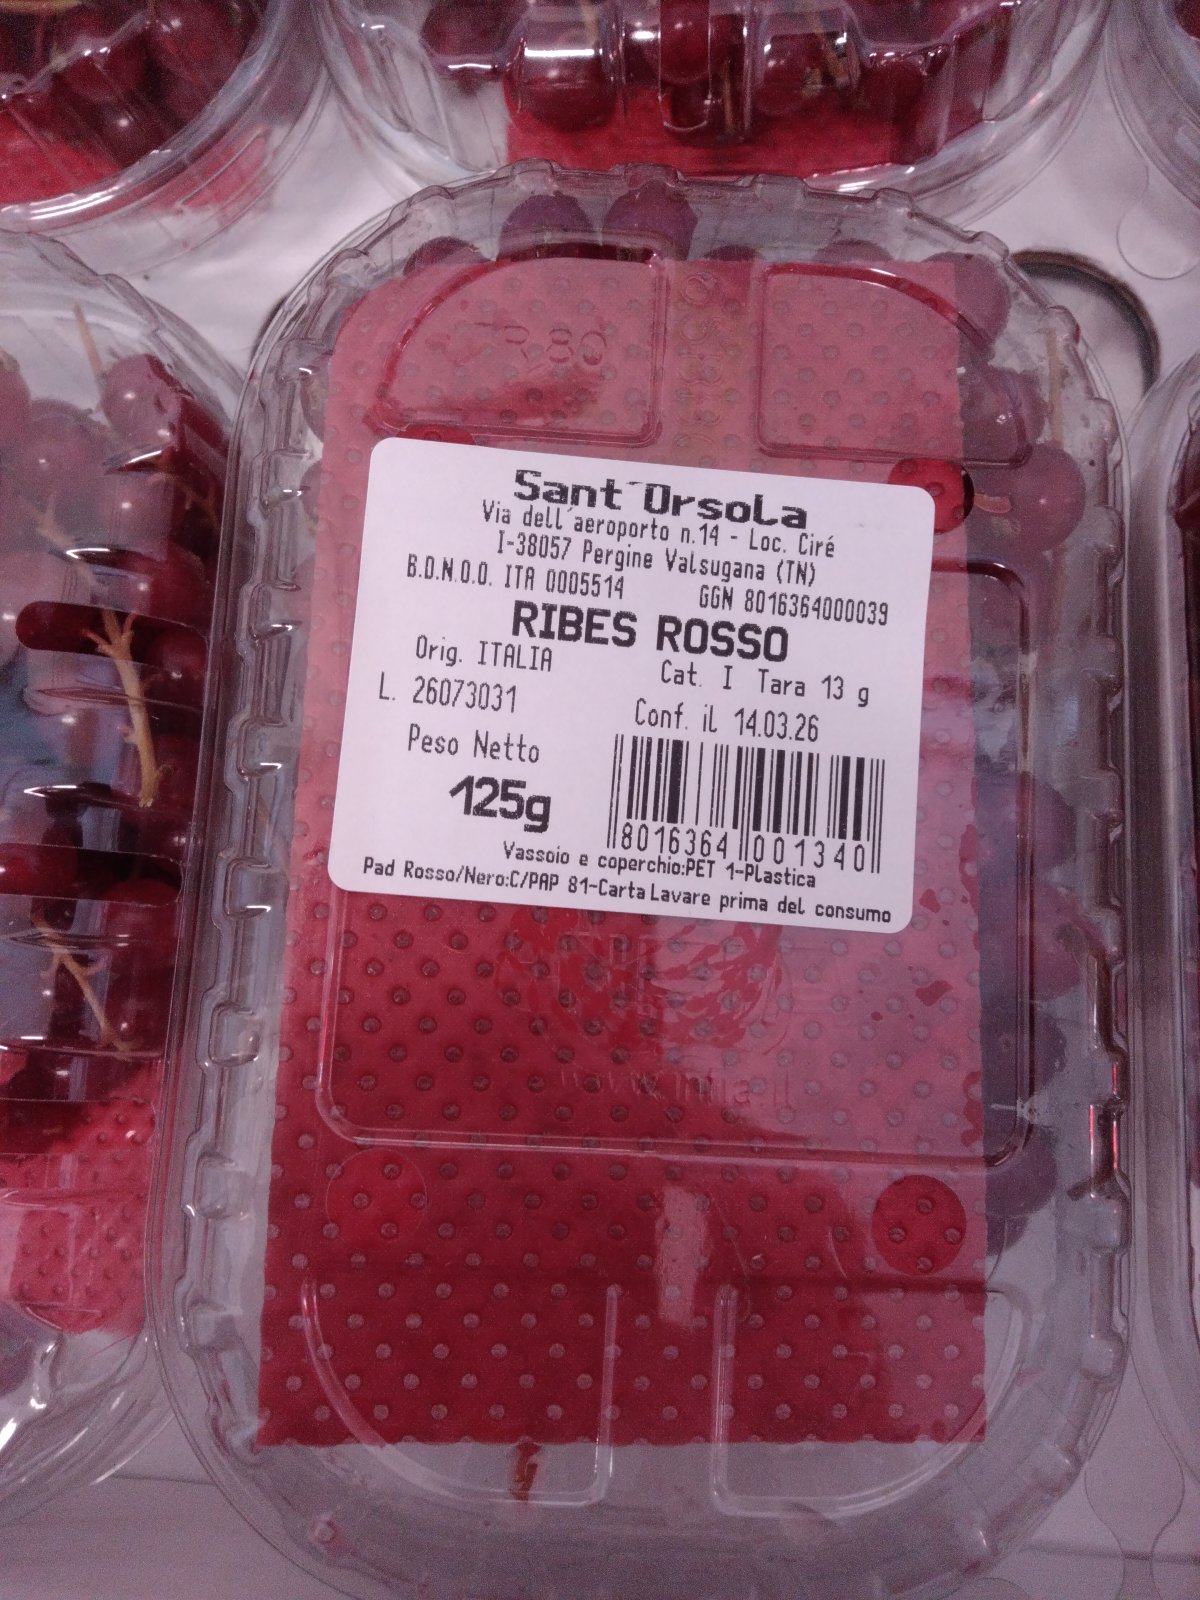 R 80
Sant´Orsola
Via dell´aeroporto n.14 - Loc. Ciré
I-38057 Pergine Valsugana (TN)
B.D.N.O.O. ITA 0005514 GGN 8016364000039
RIBES ROSSO
Orig. ITALIA Cat. I Tara 13 g
L. 26073031 Conf. il 14.03.26
Peso Netto
125g
8016364 001340
Vassoio e coperchio:PET 1-Plastica
Pad Rosso/Nero:C/PAP 81-Carta Lavare prima del consumo